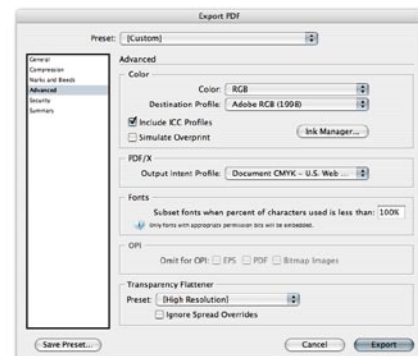 Export PDF
Preset: [Custom]
General
Compression
Marks and Bleeds
Advanced
Security
Summary
Advanced
Color
Color: RGB
Destination Profile: Adobe RGB (1998)
Include ICC Profiles
Simulate Overprint
Ink Manager...
PDF/X
Output Intent Profile: Document CMYK - U.S. Web ...
Fonts
Subset fonts when percent of characters used is less than: 100%
Only fonts with appropriate permission bits will be embedded.
OPI
Omit for OPI: EPS PDF Bitmap Images
Transparency Flattener
Preset: [High Resolution]
Ignore Spread Overrides
Save Preset...
Cancel
Export